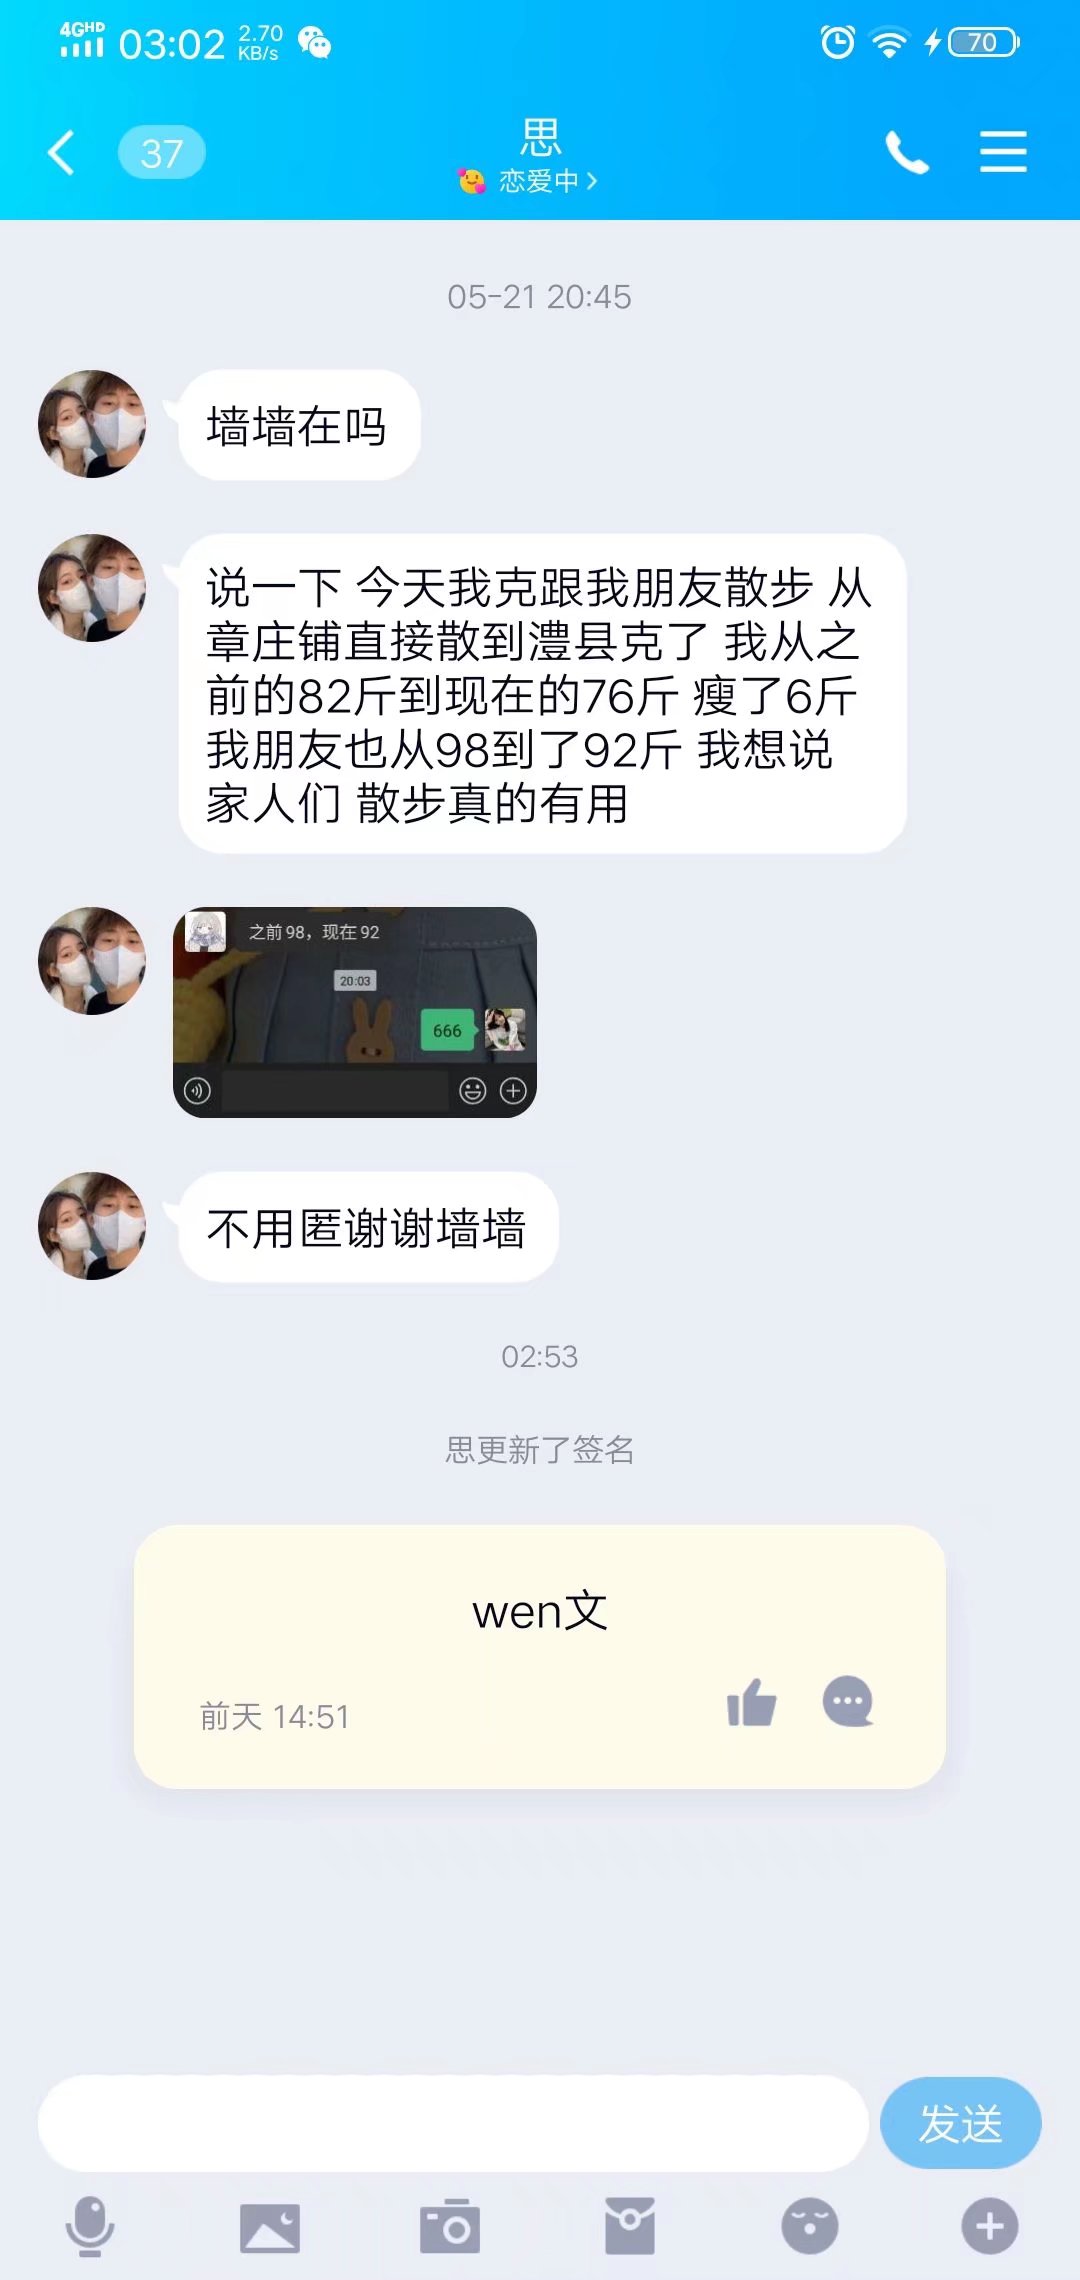 4GHD 03:02 2.70 KB/s 70
37
思
恋爱中
05-21 20:45
墙墙在吗
说一下 今天我克跟我朋友散步 从
章庄铺直接散到澧县克了 我从之
前的82斤到现在的76斤 瘦了6斤
我朋友也从98到了92斤 我想说
家人们 散步真的有用
之前 98，现在 92
20:03
666
不用匿谢谢墙墙
02:53
思更新了签名
wen文
前天 14:51
发送